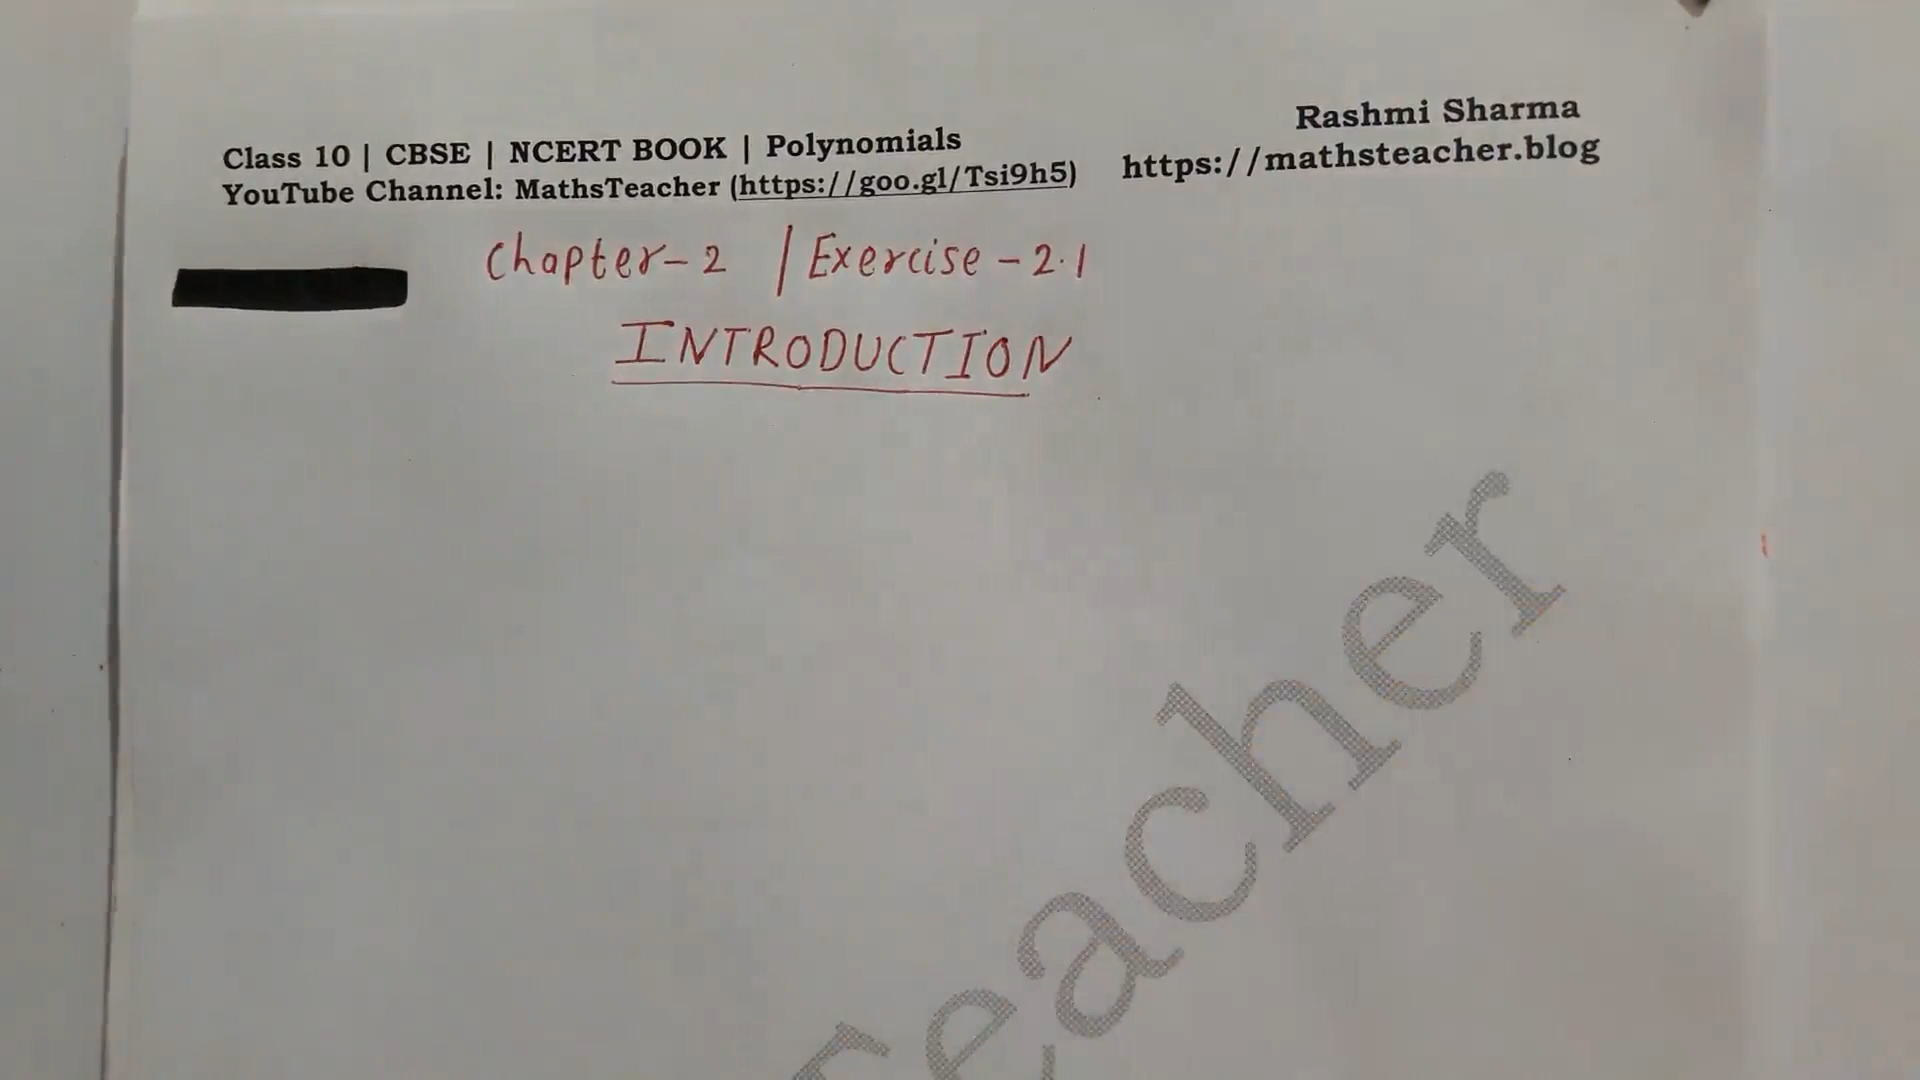 Rashmi Sharma
Class 10 | CBSE | NCERT BOOK | Polynomials
https://mathsteacher.blog
YouTube Channel: MathsTeacher (https://goo.gl/Tsi9h5)
Chapter-2 | Exercise-2.1
INTRODUCTION
Teacher